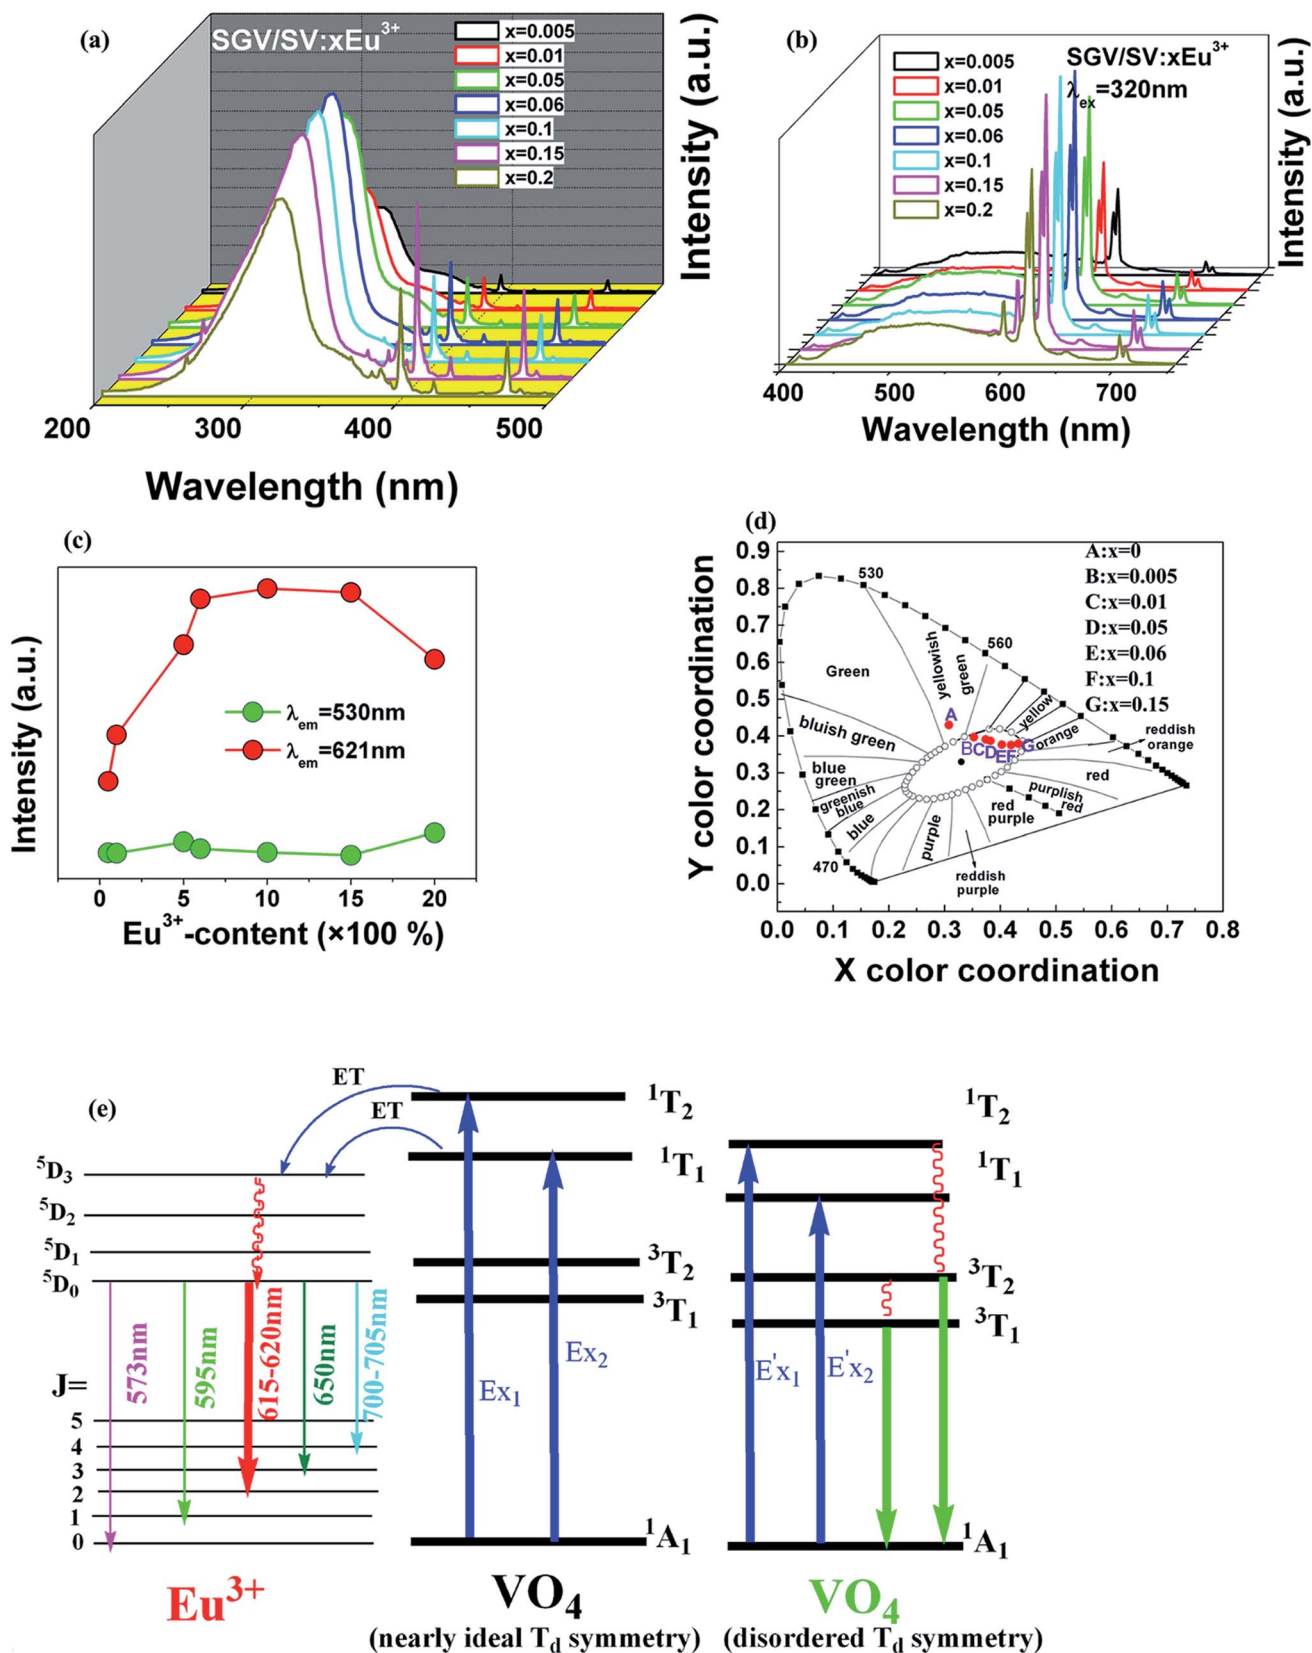 (a)
SGV/SV:xEu³⁺
x=0.005
x=0.01
x=0.05
x=0.06
x=0.1
x=0.15
x=0.2
Intensity (a.u.)
200 300 400 500
Wavelength (nm)
(b)
x=0.005
x=0.01
x=0.05
x=0.06
x=0.1
x=0.15
x=0.2
SGV/SV:xEu³⁺
λex=320nm
Intensity (a.u.)
400 500 600 700
Wavelength (nm)
(c)
Intensity (a.u.)
λem=530nm
λem=621nm
0 5 10 15 20
Eu³⁺-content (×100 %)
(d)
Y color coordination
0.9
0.8
0.7
0.6
0.5
0.4
0.3
0.2
0.1
0.0
0.0 0.1 0.2 0.3 0.4 0.5 0.6 0.7 0.8
X color coordination
A:x=0
B:x=0.005
C:x=0.01
D:x=0.05
E:x=0.06
F:x=0.1
G:x=0.15
530
560
470
Green
yellowish
green
yellow
orange
reddish
orange
bluish green
blue
green
greenish
blue
blue
purple
reddish
purple
red
purple
purplish
red
red
A
B C D E F G
(e)
ET
ET
⁵D₃
⁵D₂
⁵D₁
⁵D₀
573nm
595nm
615-620nm
650nm
700-705nm
J=
5
4
3
2
1
0
Eu³⁺
¹T₂
¹T₁
³T₂
³T₁
Ex₁
Ex₂
¹A₁
VO₄
(nearly ideal Td symmetry)
¹T₂
¹T₁
³T₂
³T₁
E'x₁
E'x₂
¹A₁
VO₄
(disordered Td symmetry)